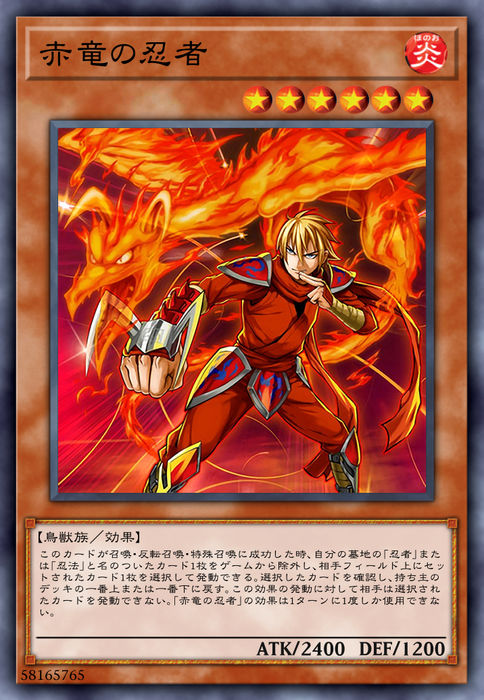 赤竜の忍者
ほのお
炎
【鳥獣族／効果】
このカードが召喚・反転召喚・特殊召喚に成功した時、自分の墓地の「忍者」また
は「忍法」と名のついたカード1枚をゲームから除外し、相手フィールド上にセッ
トされたカード1枚を選択して発動できる。選択したカードを確認し、持ち主の
デッキの一番上または一番下に戻す。この効果の発動に対して相手は選択され
たカードを発動できない。「赤竜の忍者」の効果は1ターンに1度しか使用でき
ない。
ATK/2400 DEF/1200
58165765